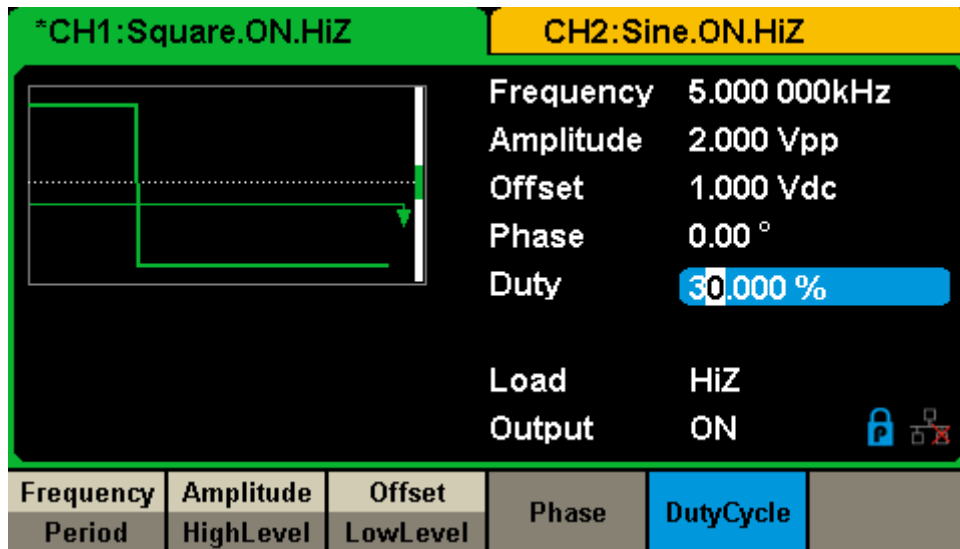 *CH1:Square.ON.HiZ CH2:Sine.ON.HiZ
Frequency 5.000 000kHz
Amplitude 2.000 Vpp
Offset 1.000 Vdc
Phase 0.00 °
Duty 30.000 %
Load HiZ
Output ON
P
Frequency Amplitude Offset
Phase DutyCycle
Period HighLevel LowLevel